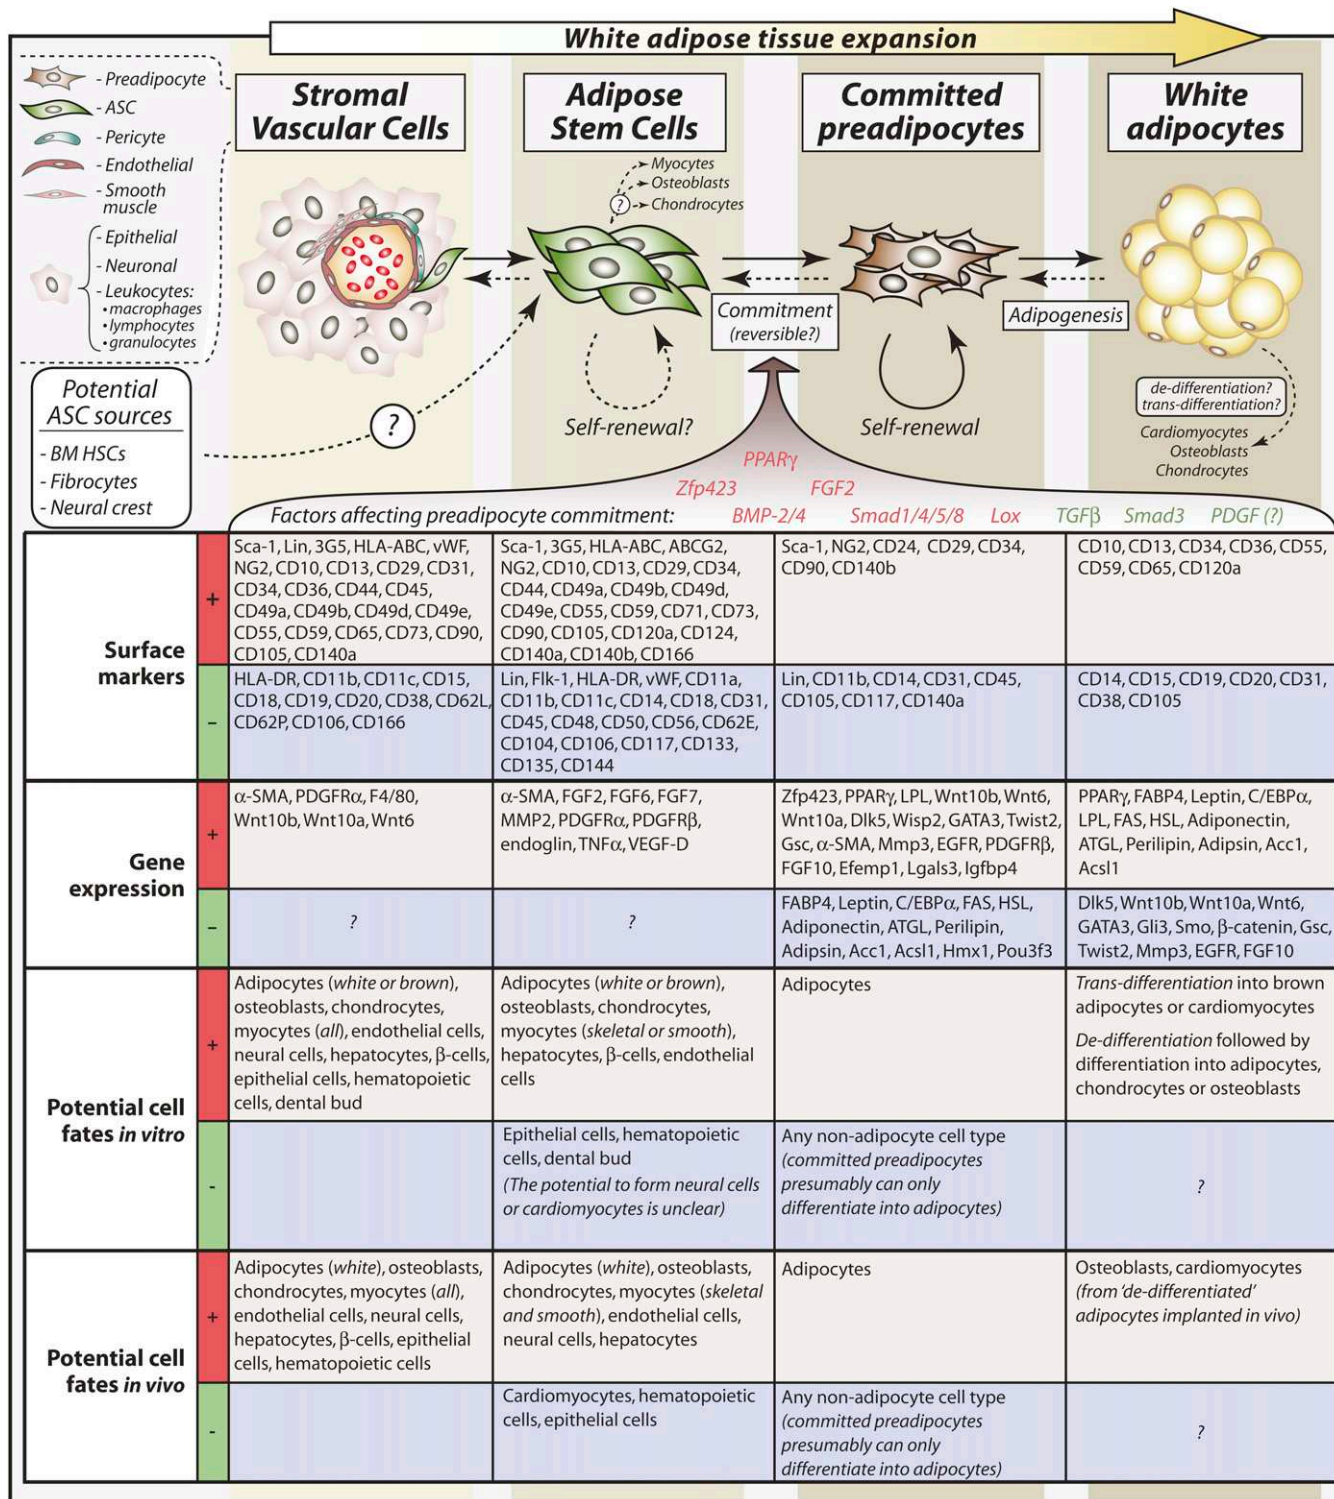 White adipose tissue expansion
- Preadipocyte
- ASC
- Pericyte
- Endothelial
- Smooth
muscle
- Epithelial
- Neuronal
- Leukocytes:
• macrophages
• lymphocytes
• granulocytes
Potential
ASC sources
- BM HSCs
- Fibrocytes
- Neural crest
Stromal
Vascular Cells
?
Adipose
Stem Cells
Myocytes
Osteoblasts
? Chondrocytes
Self-renewal?
Commitment
(reversible?)
Committed
preadipocytes
Self-renewal
Adipogenesis
White
adipocytes
de-differentiation?
trans-differentiation?
Cardiomyocytes
Osteoblasts
Chondrocytes
PPARγ
Zfp423 FGF2
Factors affecting preadipocyte commitment: BMP-2/4 Smad1/4/5/8 Lox TGFβ Smad3 PDGF (?)
Surface
markers
+
Sca-1, Lin, 3G5, HLA-ABC, vWF,
NG2, CD10, CD13, CD29, CD31,
CD34, CD36, CD44, CD45,
CD49a, CD49b, CD49d, CD49e,
CD55, CD59, CD65, CD73, CD90,
CD105, CD140a
Sca-1, 3G5, HLA-ABC, ABCG2,
NG2, CD10, CD13, CD29, CD34,
CD44, CD49a, CD49b, CD49d,
CD49e, CD55, CD59, CD71, CD73,
CD90, CD105, CD120a, CD124,
CD140a, CD140b, CD166
Sca-1, NG2, CD24, CD29, CD34,
CD90, CD140b
CD10, CD13, CD34, CD36, CD55,
CD59, CD65, CD120a
–
HLA-DR, CD11b, CD11c, CD15,
CD18, CD19, CD20, CD38, CD62L,
CD62P, CD106, CD166
Lin, Flk-1, HLA-DR, vWF, CD11a,
CD11b, CD11c, CD14, CD18, CD31,
CD45, CD48, CD50, CD56, CD62E,
CD104, CD106, CD117, CD133,
CD135, CD144
Lin, CD11b, CD14, CD31, CD45,
CD105, CD117, CD140a
CD14, CD15, CD19, CD20, CD31,
CD38, CD105
Gene
expression
+
α-SMA, PDGFRα, F4/80,
Wnt10b, Wnt10a, Wnt6
α-SMA, FGF2, FGF6, FGF7,
MMP2, PDGFRα, PDGFRβ,
endoglin, TNFα, VEGF-D
Zfp423, PPARγ, LPL, Wnt10b, Wnt6,
Wnt10a, Dlk5, Wisp2, GATA3, Twist2,
Gsc, α-SMA, Mmp3, EGFR, PDGFRβ,
FGF10, Efemp1, Lgals3, Igfbp4
PPARγ, FABP4, Leptin, C/EBPα,
LPL, FAS, HSL, Adiponectin,
ATGL, Perilipin, Adipsin, Acc1,
Acsl1
–
?
?
FABP4, Leptin, C/EBPα, FAS, HSL,
Adiponectin, ATGL, Perilipin,
Adipsin, Acc1, Acsl1, Hmx1, Pou3f3
Dlk5, Wnt10b, Wnt10a, Wnt6,
GATA3, Gli3, Smo, β-catenin, Gsc,
Twist2, Mmp3, EGFR, FGF10
Potential cell
fates in vitro
+
Adipocytes (white or brown),
osteoblasts, chondrocytes,
myocytes (all), endothelial cells,
neural cells, hepatocytes, β-cells,
epithelial cells, hematopoietic
cells, dental bud
Adipocytes (white or brown),
osteoblasts, chondrocytes,
myocytes (skeletal or smooth),
hepatocytes, β-cells, endothelial
cells
Adipocytes
Trans-differentiation into brown
adipocytes or cardiomyocytes
De-differentiation followed by
differentiation into adipocytes,
chondrocytes or osteoblasts
-
Epithelial cells, hematopoietic
cells, dental bud
(The potential to form neural cells
or cardiomyocytes is unclear)
Any non-adipocyte cell type
(committed preadipocytes
presumably can only
differentiate into adipocytes)
?
Potential cell
fates in vivo
+
Adipocytes (white), osteoblasts,
chondrocytes, myocytes (all),
endothelial cells, neural cells,
hepatocytes, β-cells, epithelial
cells, hematopoietic cells
Adipocytes (white), osteoblasts,
chondrocytes, myocytes (skeletal
and smooth), endothelial cells,
neural cells, hepatocytes
Adipocytes
Osteoblasts, cardiomyocytes
(from ‘de-differentiated’
adipocytes implanted in vivo)
-
Cardiomyocytes, hematopoietic
cells, epithelial cells
Any non-adipocyte cell type
(committed preadipocytes
presumably can only
differentiate into adipocytes)
?